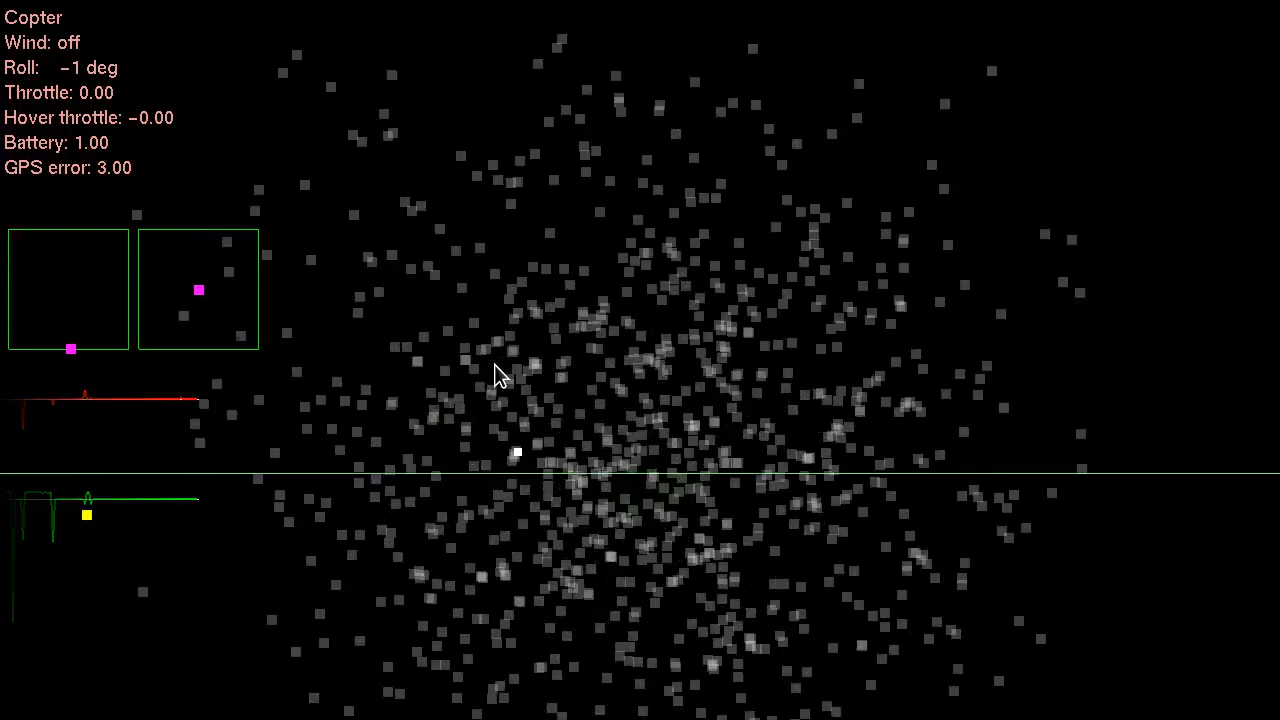 Copter
Wind: off
Roll: −1 deg
Throttle: 0.00
Hover throttle: −0.00
Battery: 1.00
GPS error: 3.00